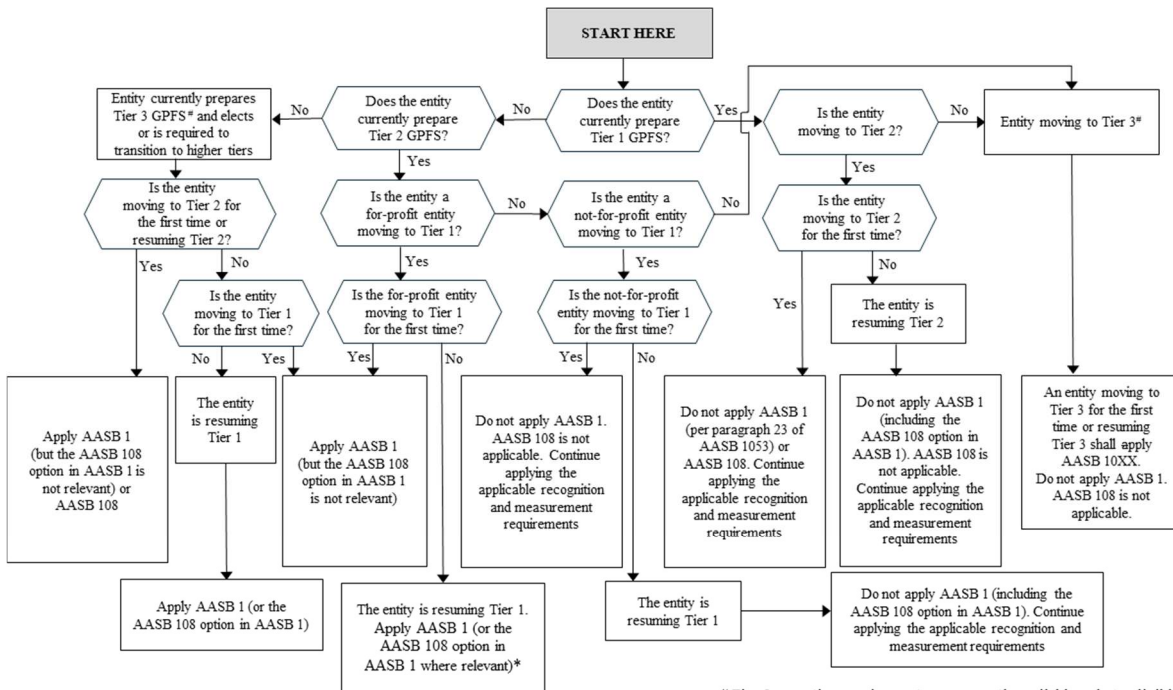 START HERE
Entity currently prepares
Tier 3 GPFS# and elects
or is required to
transition to higher tiers
No
Does the entity
currently prepare
Tier 2 GPFS?
No
Does the entity
currently prepare
Tier 1 GPFS?
Yes
Is the entity
moving to Tier 2?
No
Entity moving to Tier 3#
Yes
Yes
Is the entity
moving to Tier 2 for
the first time or
resuming Tier 2?
Is the entity a
for-profit entity
moving to Tier 1?
No
Is the entity a
not-for-profit entity
moving to Tier 1?
No
Is the entity
moving to Tier 2
for the first time?
Yes
No
Yes
Yes
No
Is the entity
moving to Tier 1
for the first time?
Is the for-profit entity
moving to Tier 1
for the first time?
Is the not-for-profit
entity moving to Tier 1
for the first time?
Yes
The entity is
resuming Tier 2
No
Yes
Yes
No
Yes
No
Apply AASB 1
(but the AASB 108
option in AASB 1 is
not relevant) or
AASB 108
The entity
is resuming
Tier 1
Apply AASB 1
(but the AASB 108
option in AASB 1
is not relevant)
Do not apply AASB 1.
AASB 108 is not
applicable. Continue
applying the
applicable recognition
and measurement
requirements
Do not apply AASB 1
(per paragraph 23 of
AASB 1053) or
AASB 108. Continue
applying the
applicable recognition
and measurement
requirements
Do not apply AASB 1
(including the
AASB 108 option in
AASB 1). AASB 108 is
not applicable.
Continue applying the
applicable recognition
and measurement
requirements
An entity moving to
Tier 3 for the first
time or resuming
Tier 3 shall apply
AASB 10XX.
Do not apply AASB 1.
AASB 108 is not
applicable.
Apply AASB 1 (or the
AASB 108 option in AASB 1)
The entity is resuming Tier 1.
Apply AASB 1 (or the
AASB 108 option in
AASB 1 where relevant)*
The entity is
resuming Tier 1
Do not apply AASB 1 (including the
AASB 108 option in AASB 1). Continue
applying the applicable recognition and
measurement requirements